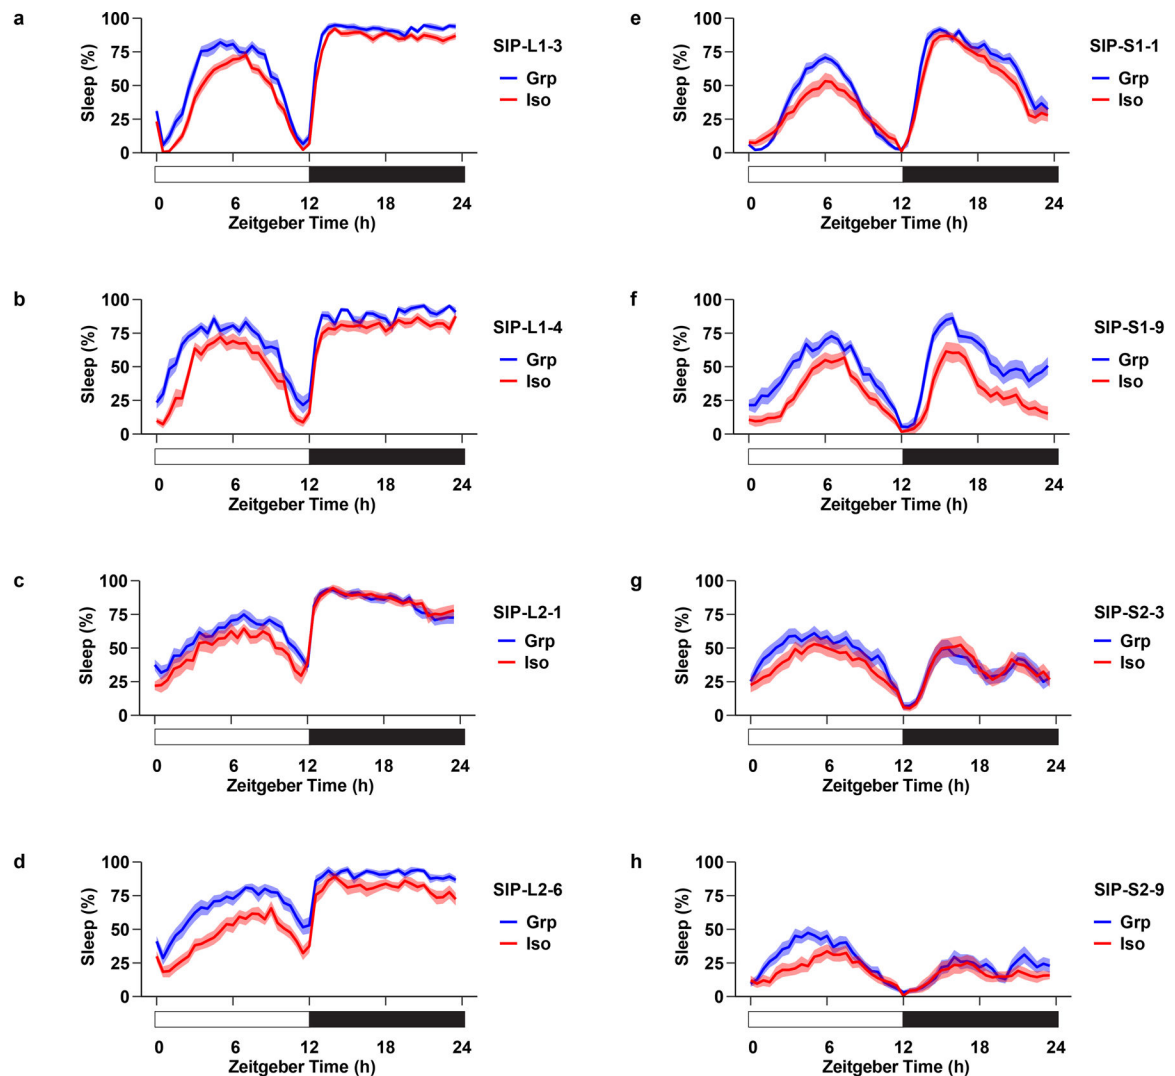 a
Sleep (%)
100
75
50
25
0
0 6 12 18 24
Zeitgeber Time (h)
SIP-L1-3
Grp
Iso
e
Sleep (%)
100
75
50
25
0
0 6 12 18 24
Zeitgeber Time (h)
SIP-S1-1
Grp
Iso
b
Sleep (%)
100
75
50
25
0
0 6 12 18 24
Zeitgeber Time (h)
SIP-L1-4
Grp
Iso
f
Sleep (%)
100
75
50
25
0
0 6 12 18 24
Zeitgeber Time (h)
SIP-S1-9
Grp
Iso
c
Sleep (%)
100
75
50
25
0
0 6 12 18 24
Zeitgeber Time (h)
SIP-L2-1
Grp
Iso
g
Sleep (%)
100
75
50
25
0
0 6 12 18 24
Zeitgeber Time (h)
SIP-S2-3
Grp
Iso
d
Sleep (%)
100
75
50
25
0
0 6 12 18 24
Zeitgeber Time (h)
SIP-L2-6
Grp
Iso
h
Sleep (%)
100
75
50
25
0
0 6 12 18 24
Zeitgeber Time (h)
SIP-S2-9
Grp
Iso